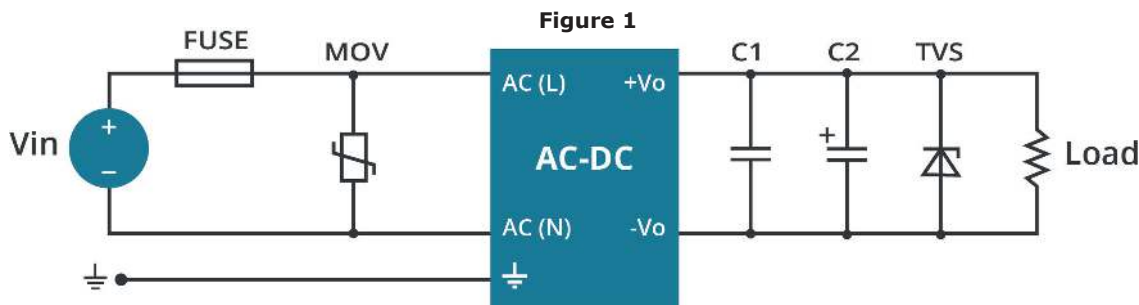 Figure 1
FUSE
MOV
C1
C2
TVS
AC (L)
+Vo
+
Vin
−
AC-DC
+
Load
AC (N)
-Vo